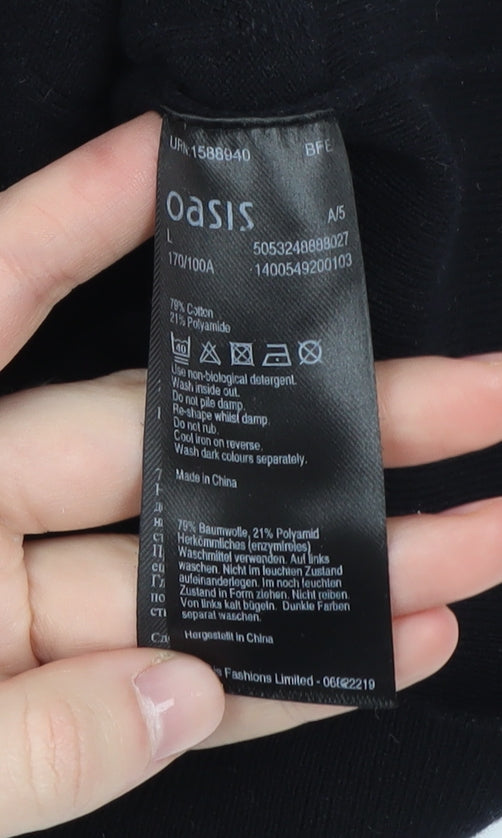 URN 1588940 BFE
oasis
L A/5
5053248888027
170/100A 1400549200103
79% Cotton
21% Polyamide
40
Use non-biological detergent.
Wash inside out.
Do not pile damp.
Re-shape whilst damp.
Do not rub.
Cool iron on reverse.
Wash dark colours separately.
Made in China
79% Baumwolle, 21% Polyamid
Herkömmliches (enzymfreies)
Waschmittel verwenden. Auf links
waschen. Nicht im feuchten Zustand
aufeinanderlegen. Im noch feuchten
Zustand in Form ziehen. Nicht reiben
Von links kalt bügeln. Dunkle Farben
separat waschen.
Hergestellt in China
Fashions Limited